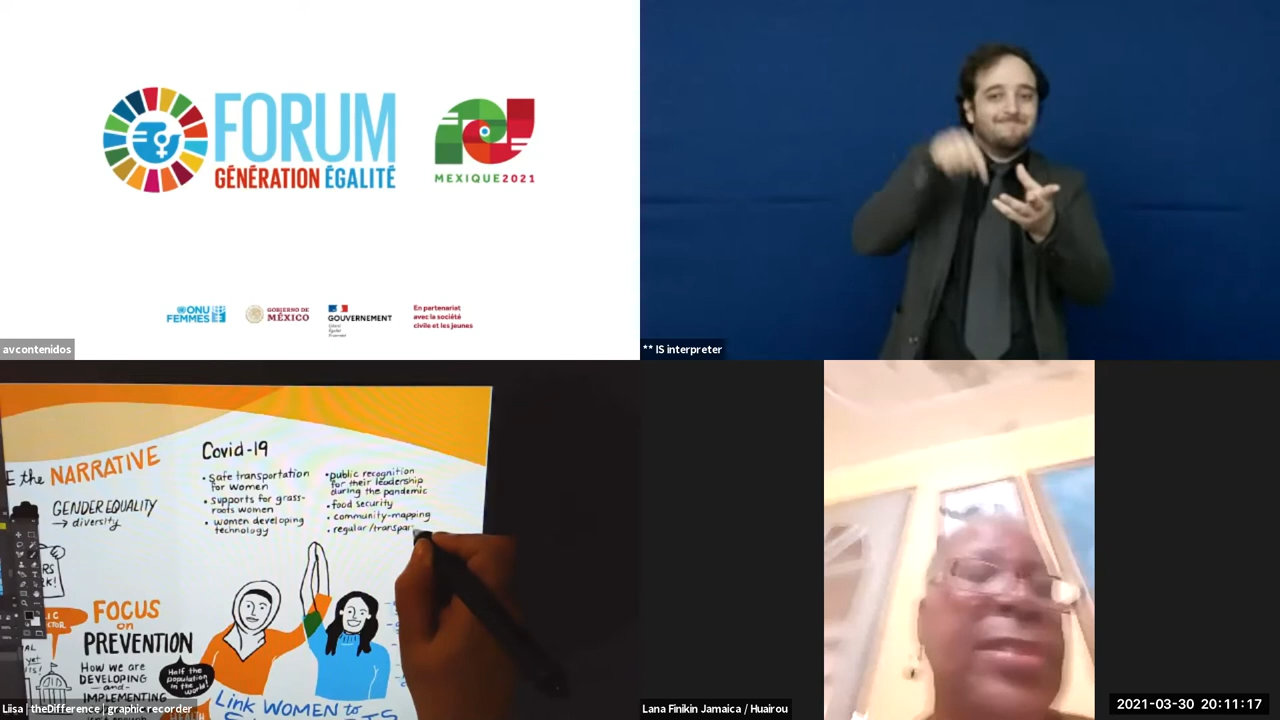 FORUM
GÉNÉRATION ÉGALITÉ
MEXIQUE2021
ONU
FEMMES
GOBIERNO DE
MÉXICO
GOUVERNEMENT
En partenariat
avec la société
civile et les jeunes
avcontenidos
** IS interpreter
E the NARRATIVE
GENDER EQUALITY
→ diversity
Covid-19
• Safe transportation
for women
• supports for grass-
roots women
• women developing
technology
• public recognition
for their leadership
during the pandemic
• food security
• community-mapping
• regular / transpar
FOCUS
on
PREVENTION
How we are
DEVELOPING
-and-
IMPLEMENTING
Half the
population
in the
world!
Link WOMEN to
Liisa | theDifference | graphic recorder
Lana Finikin Jamaica / Huairou
2021-03-30 20:11:17